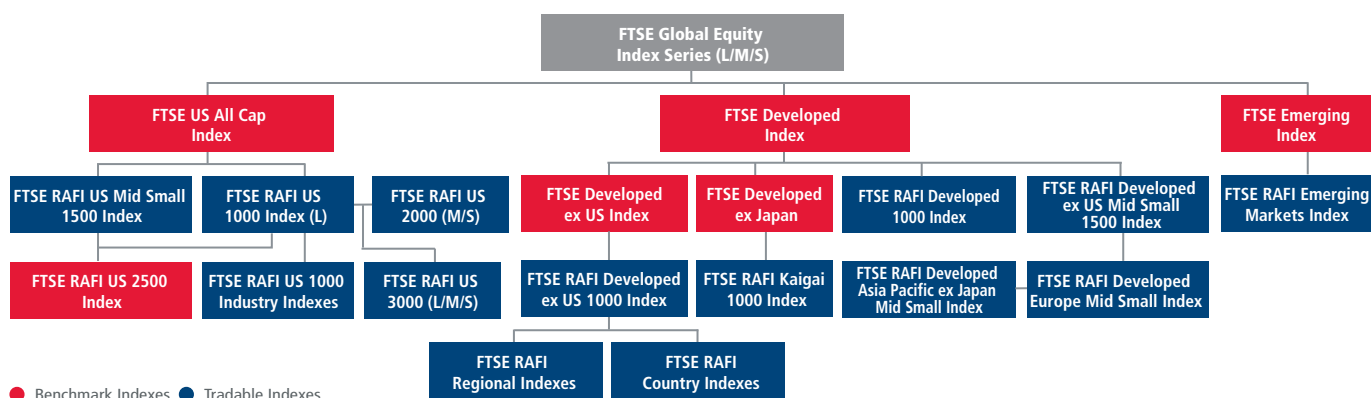 FTSE Global Equity
Index Series (L/M/S)
FTSE US All Cap
Index
FTSE Developed
Index
FTSE Emerging
Index
FTSE RAFI US Mid Small
1500 Index
FTSE RAFI US
1000 Index (L)
FTSE RAFI US
2000 (M/S)
FTSE Developed
ex US Index
FTSE Developed
ex Japan
FTSE RAFI Developed
1000 Index
FTSE RAFI Developed
ex US Mid Small
1500 Index
FTSE RAFI Emerging
Markets Index
FTSE RAFI US 2500
Index
FTSE RAFI US 1000
Industry Indexes
FTSE RAFI US
3000 (L/M/S)
FTSE RAFI Developed
ex US 1000 Index
FTSE RAFI Kaigai
1000 Index
FTSE RAFI Developed
Asia Pacific ex Japan
Mid Small Index
FTSE RAFI Developed
Europe Mid Small Index
FTSE RAFI
Regional Indexes
FTSE RAFI
Country Indexes
Benchmark Indexes
Tradable Indexes